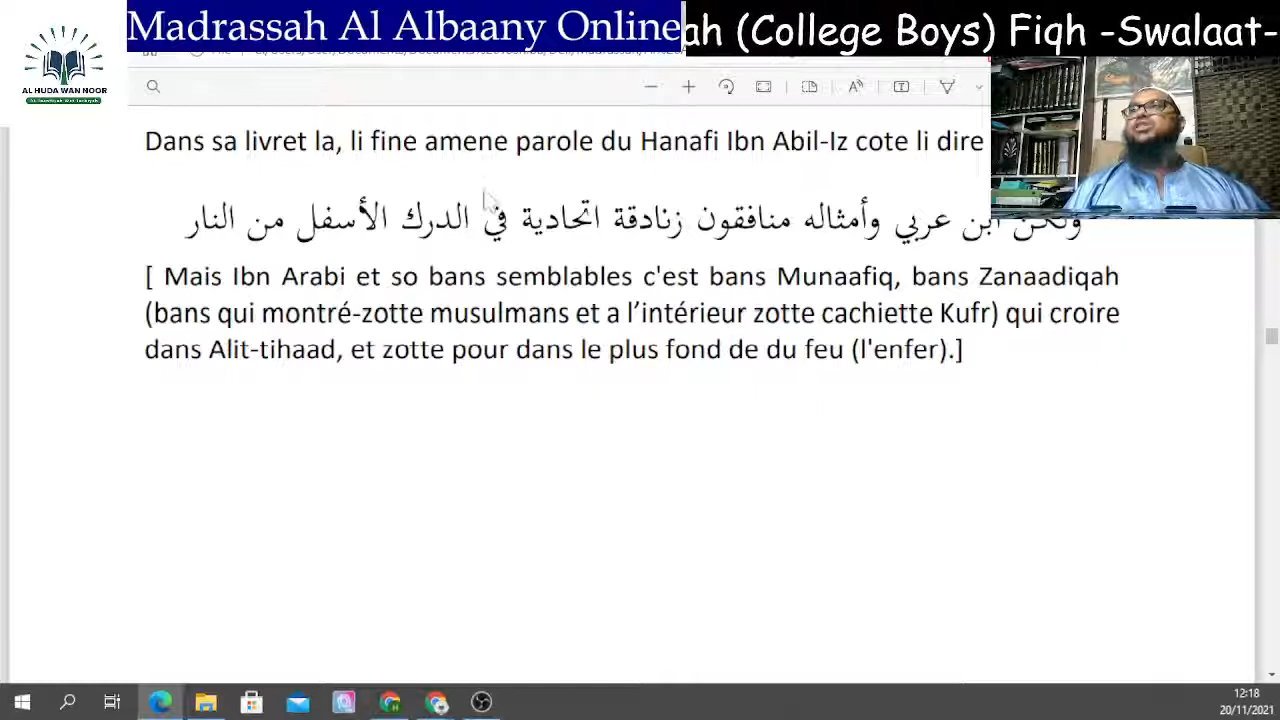 Madrassah Al Albaany Online
ah (College Boys) Fiqh -Swalaat-
AL HUDA WAN NOOR
Dans sa livret la, li fine amene parole du Hanafi Ibn Abil-Iz cote li dire
ولكن ابن عربي وأمثاله منافقون زنادقة اتحادية في الدرك الأسفل من النار
[ Mais Ibn Arabi et so bans semblables c'est bans Munaafiq, bans Zanaadiqah
(bans qui montré-zotte musulmans et a l’intérieur zotte cachiette Kufr) qui croire
dans Alit-tihaad, et zotte pour dans le plus fond de du feu (l'enfer).]
12:18
20/11/2021